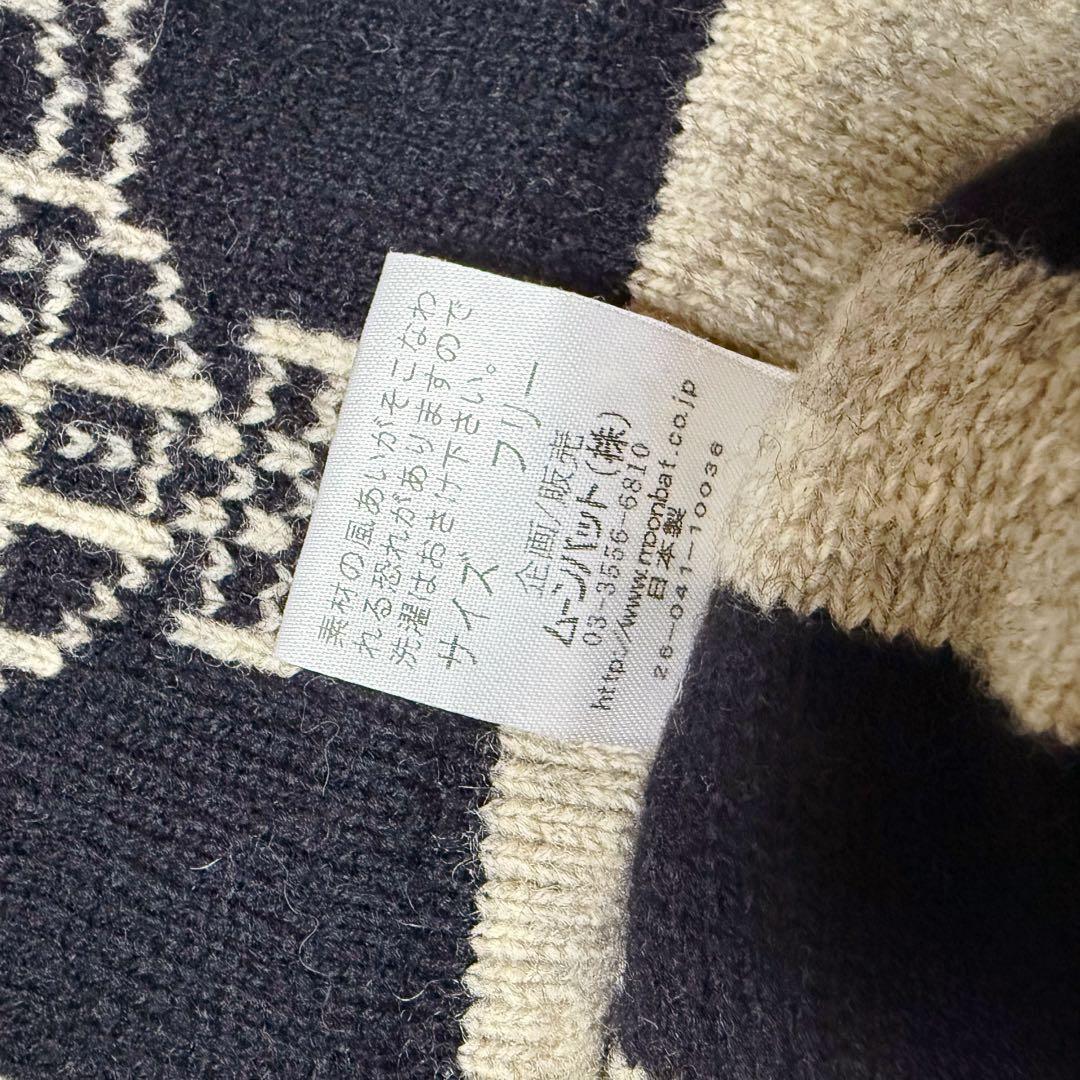 素材の風あいがそこなわ
れる恐れがありますので
洗濯はおさけ下さい。
サイズ　フリー
企画/販売
ムーンバット(株)
03-3556-6810
http://www.moonbat.co.jp
日本製
26-041-10036